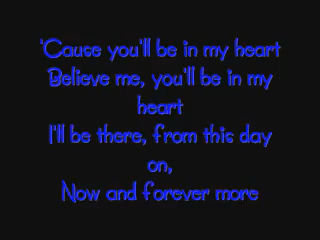 'Cause you'll be in my heart
Believe me, you'll be in my
heart
I'll be there, from this day
on,
Now and forever more